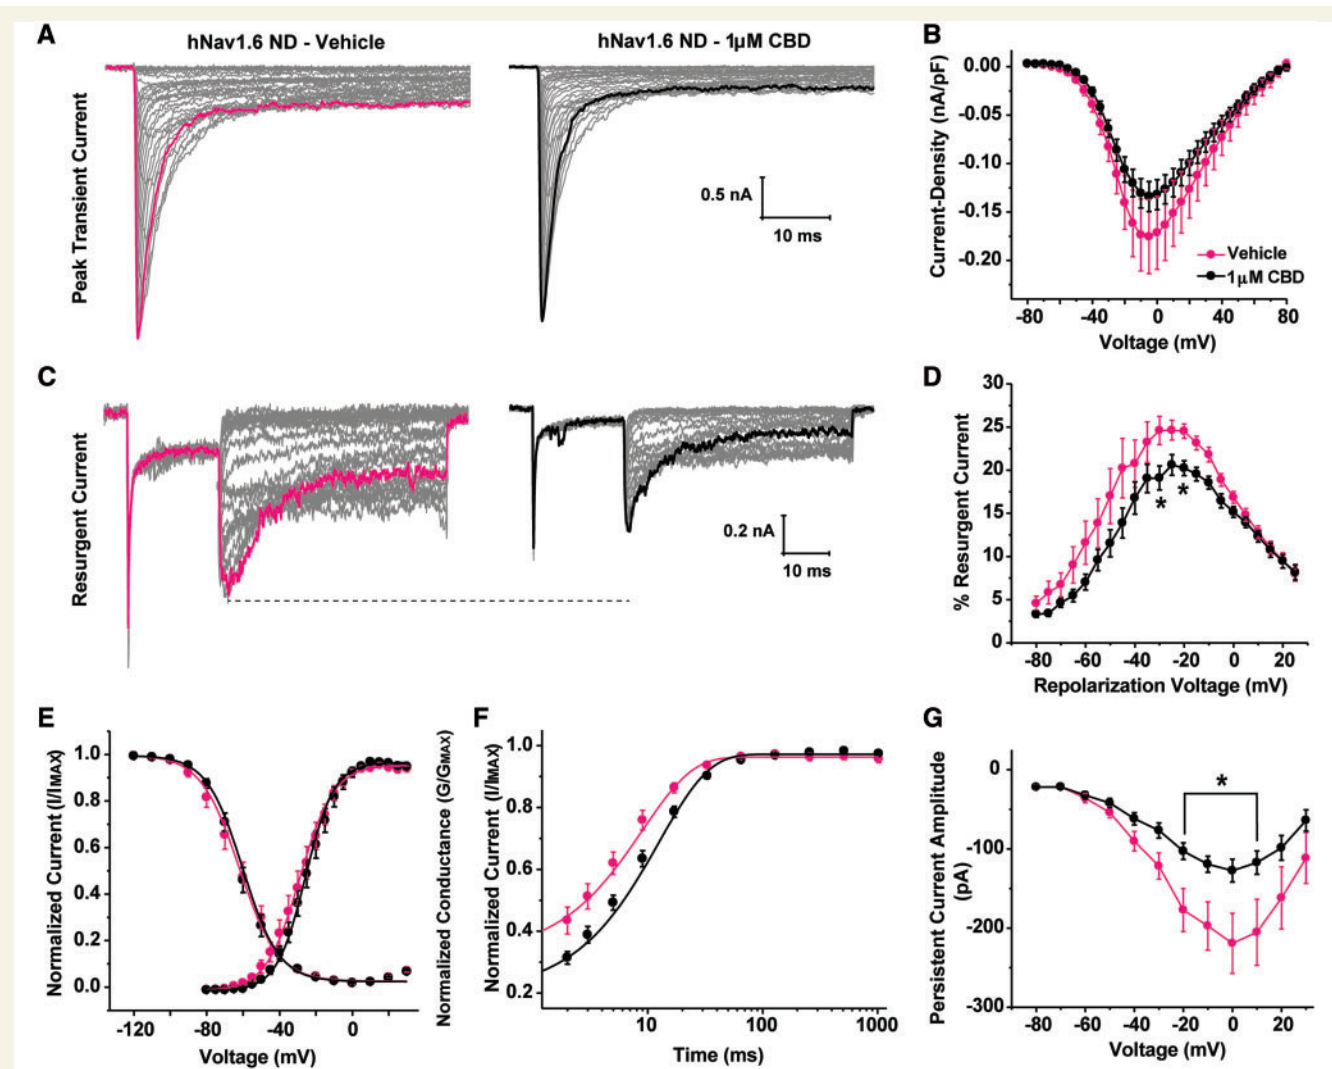 A
hNav1.6 ND - Vehicle
hNav1.6 ND - 1µM CBD
Peak Transient Current
0.5 nA
10 ms
B
Current-Density (nA/pF)
0.00
-0.05
-0.10
-0.15
-0.20
Vehicle
1µM CBD
-80
-40
0
40
80
Voltage (mV)
C
Resurgent Current
0.2 nA
10 ms
D
% Resurgent Current
30
25
20
15
10
5
0
*
*
-80
-60
-40
-20
0
20
Repolarization Voltage (mV)
E
Normalized Current (I/IMAX)
1.0
0.8
0.6
0.4
0.2
0.0
-120
-80
-40
0
Voltage (mV)
Normalized Conductance (G/GMAX)
F
Normalized Current (I/IMAX)
1.0
0.8
0.6
0.4
0.2
10
100
1000
Time (ms)
G
Persistent Current Amplitude
(pA)
0
-100
-200
-300
*
-80
-60
-40
-20
0
20
Voltage (mV)